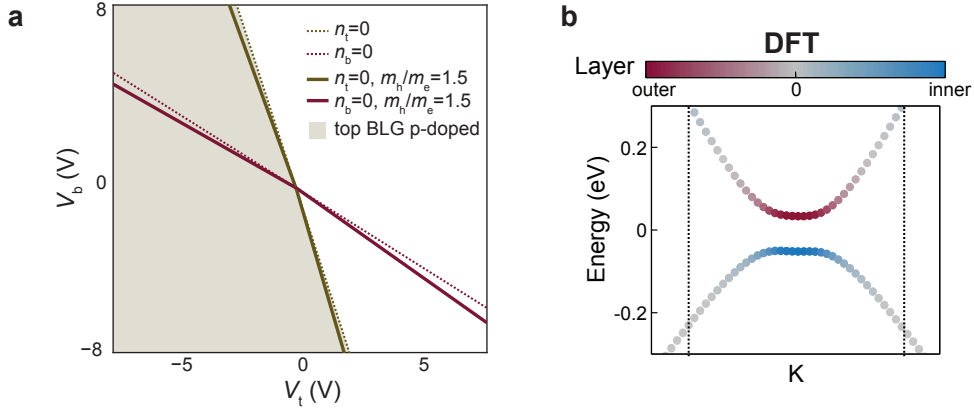 a
8
0
−8
V_b (V)
−5
0
5
V_t (V)
n_t=0
n_b=0
n_t=0, m_h/m_e=1.5
n_b=0, m_h/m_e=1.5
top BLG p-doped
b
DFT
Layer
outer
0
inner
0.2
0
-0.2
Energy (eV)
K